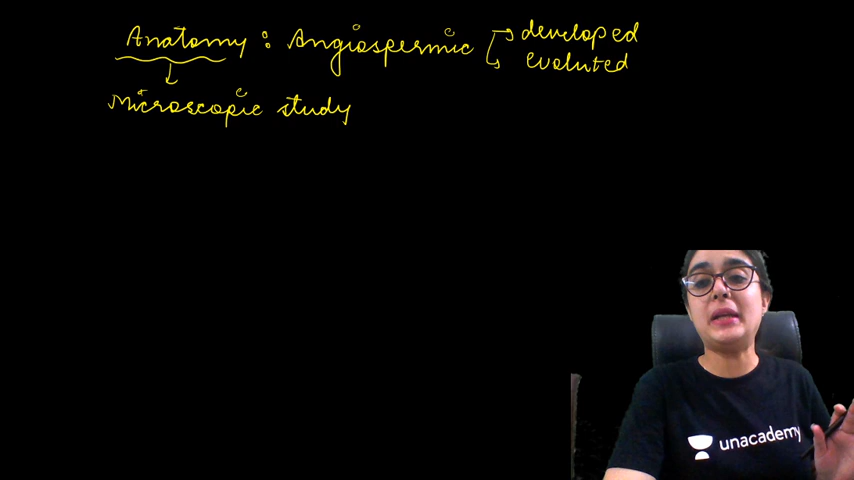 Anatomy : Angiospermic developed
evoluted
Microscopic study
unacademy